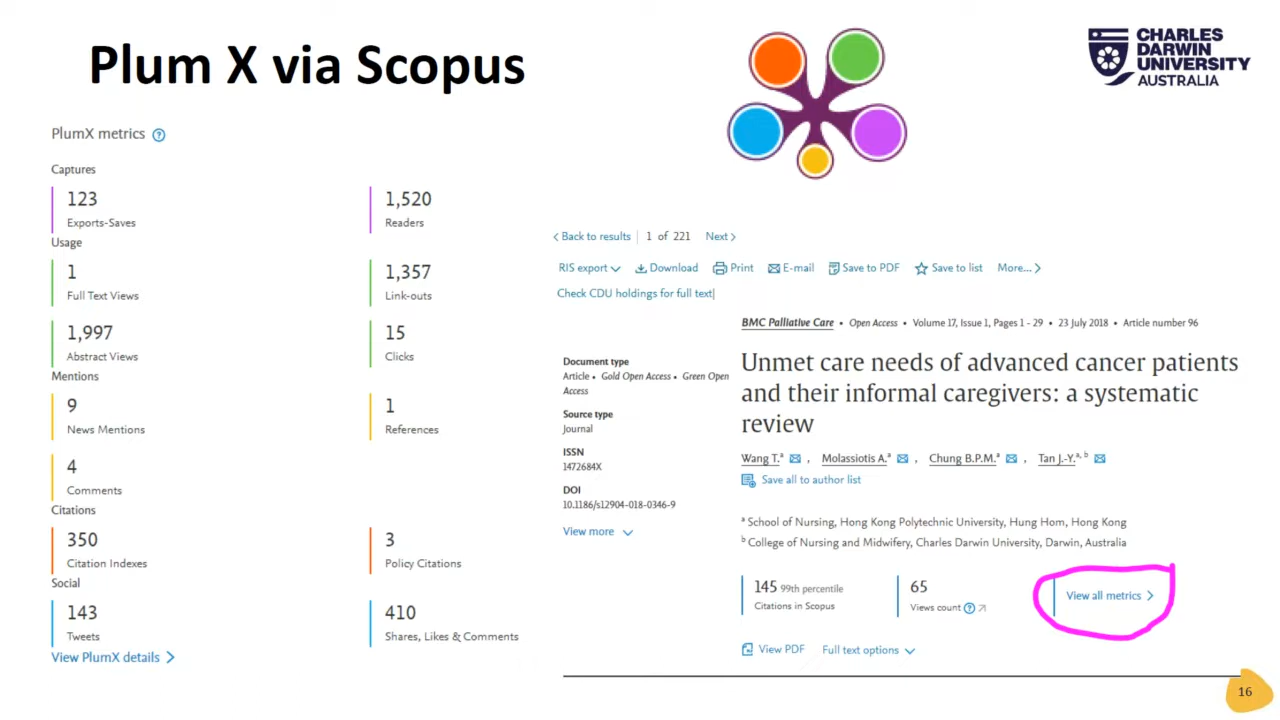 Plum X via Scopus
CHARLES
DARWIN
UNIVERSITY
AUSTRALIA
PlumX metrics ?
Captures
123
Exports-Saves
1,520
Readers
Usage
1
Full Text Views
1,357
Link-outs
1,997
Abstract Views
15
Clicks
Mentions
9
News Mentions
1
References
4
Comments
Citations
350
Citation Indexes
3
Policy Citations
Social
143
Tweets
410
Shares, Likes & Comments
View PlumX details
Back to results 1 of 221 Next
RIS export Download Print E-mail Save to PDF Save to list More...
Check CDU holdings for full text|
Document type
Article • Gold Open Access • Green Open
Access
Source type
Journal
ISSN
1472684X
DOI
10.1186/s12904-018-0346-9
View more
BMC Palliative Care • Open Access • Volume 17, Issue 1, Pages 1 - 29 • 23 July 2018 • Article number 96
Unmet care needs of advanced cancer patients
and their informal caregivers: a systematic
review
Wang T.a , Molassiotis A.a , Chung B.P.M.a , Tan J.-Y.a, b
Save all to author list
a School of Nursing, Hong Kong Polytechnic University, Hung Hom, Hong Kong
b College of Nursing and Midwifery, Charles Darwin University, Darwin, Australia
145 99th percentile
Citations in Scopus
65
Views count ?
View all metrics
View PDF Full text options
16